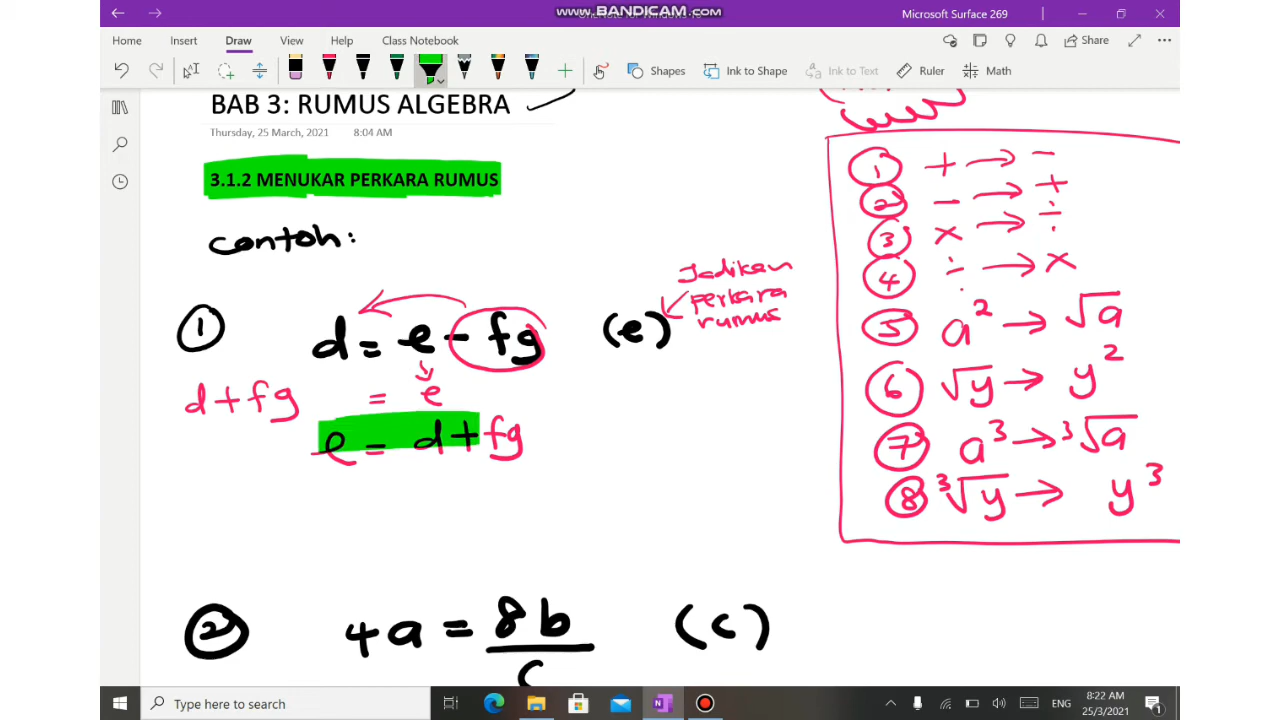 www.BANDICAM.com
Microsoft Surface 269
Home Insert Draw View Help Class Notebook
Share
Shapes Ink to Shape Ink to Text Ruler Math
BAB 3: RUMUS ALGEBRA
Thursday, 25 March, 2021 8:04 AM
3.1.2 MENUKAR PERKARA RUMUS
contoh:
① d = e - fg (e)
Jadikan
perkara
rumus
d + fg = e
e = d + fg
② 4a = 8b/c (c)
① + → -
② - → +
③ × → ÷
④ ÷ → ×
⑤ a² → √a
⑥ √y → y²
⑦ a³ → ³√a
⑧ ³√y → y³
Type here to search
ENG
8:22 AM
25/3/2021